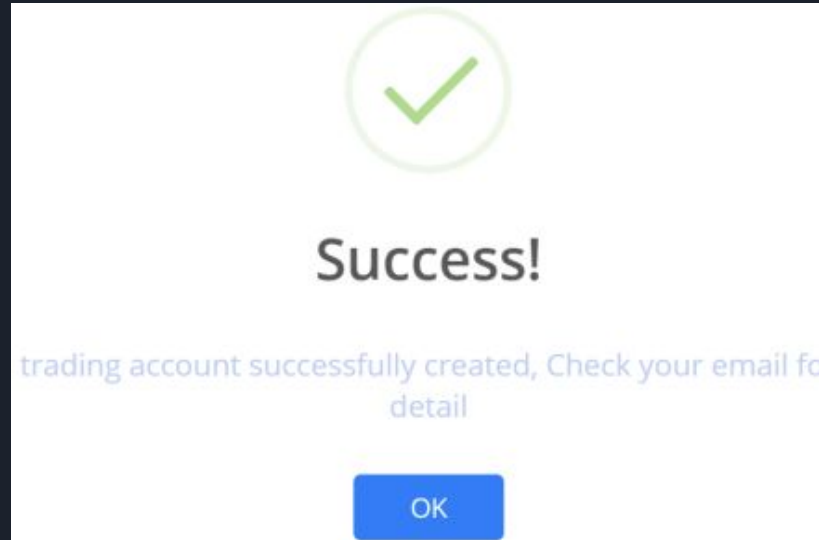 Success!
trading account successfully created, Check your email fo
detail
OK